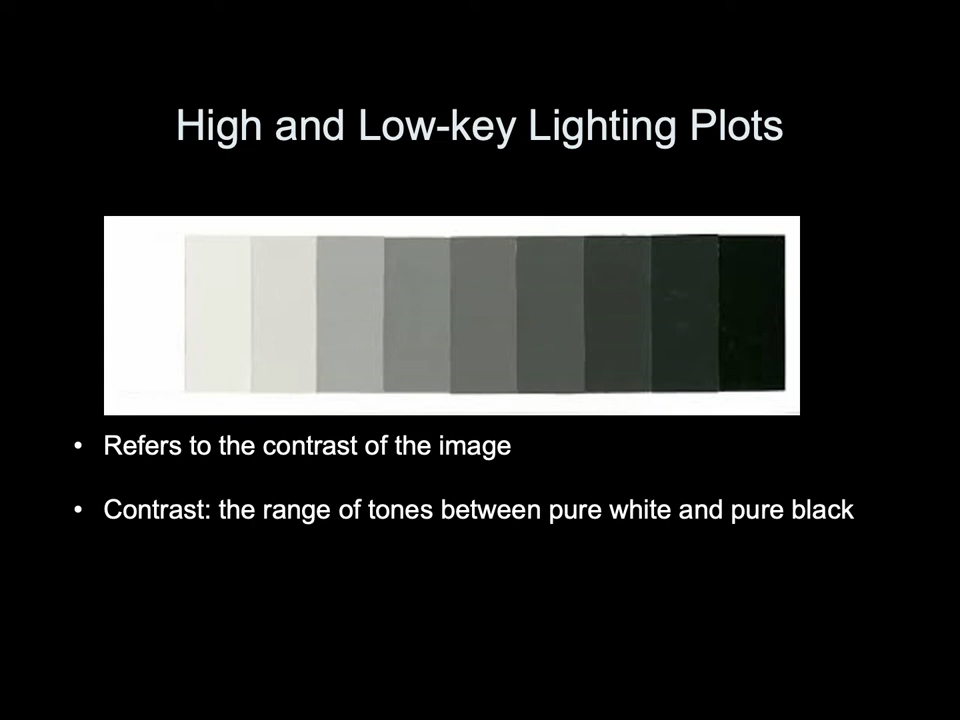 High and Low-key Lighting Plots
• Refers to the contrast of the image
• Contrast: the range of tones between pure white and pure black